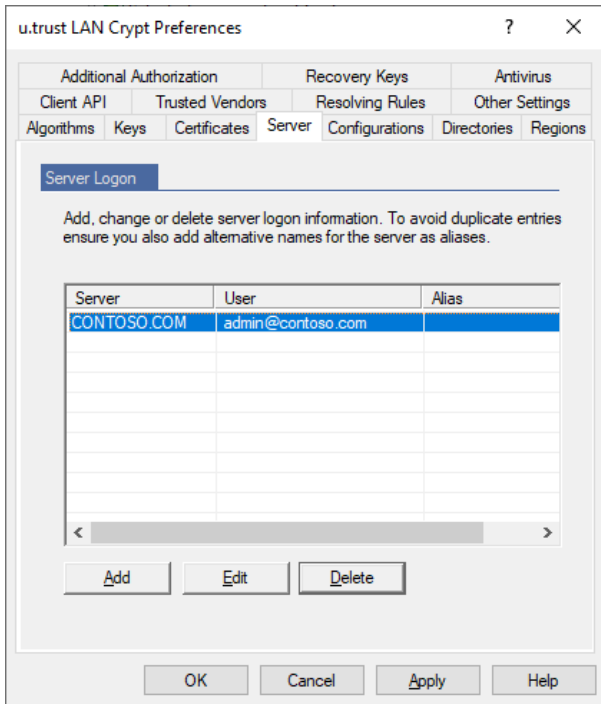 u.trust LAN Crypt Preferences ? ×
Additional Authorization Recovery Keys Antivirus
Client API Trusted Vendors Resolving Rules Other Settings
Algorithms Keys Certificates Server Configurations Directories Regions
Server Logon
Add, change or delete server logon information. To avoid duplicate entries
ensure you also add alternative names for the server as aliases.
Server User Alias
CONTOSO.COM admin@contoso.com
Add Edit Delete
OK Cancel Apply Help